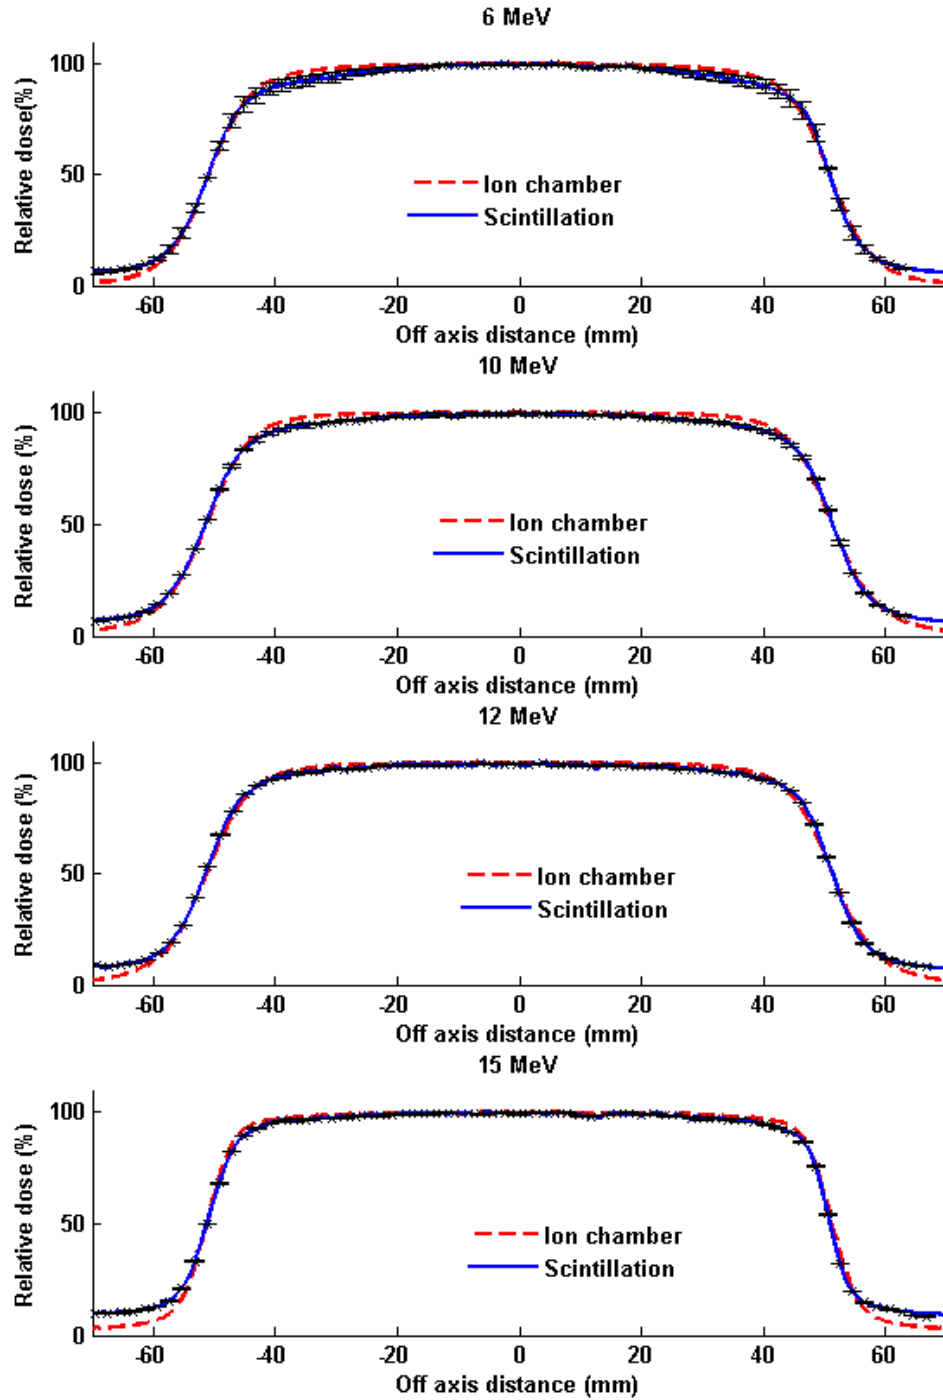 6 MeV
Relative dose(%)
100
50
0
Ion chamber
Scintillation
-60 -40 -20 0 20 40 60
Off axis distance (mm)
10 MeV
Relative dose (%)
100
50
0
Ion chamber
Scintillation
-60 -40 -20 0 20 40 60
Off axis distance (mm)
12 MeV
Relative dose (%)
100
50
0
Ion chamber
Scintillation
-60 -40 -20 0 20 40 60
Off axis distance (mm)
15 MeV
Relative dose (%)
100
50
0
Ion chamber
Scintillation
-60 -40 -20 0 20 40 60
Off axis distance (mm)